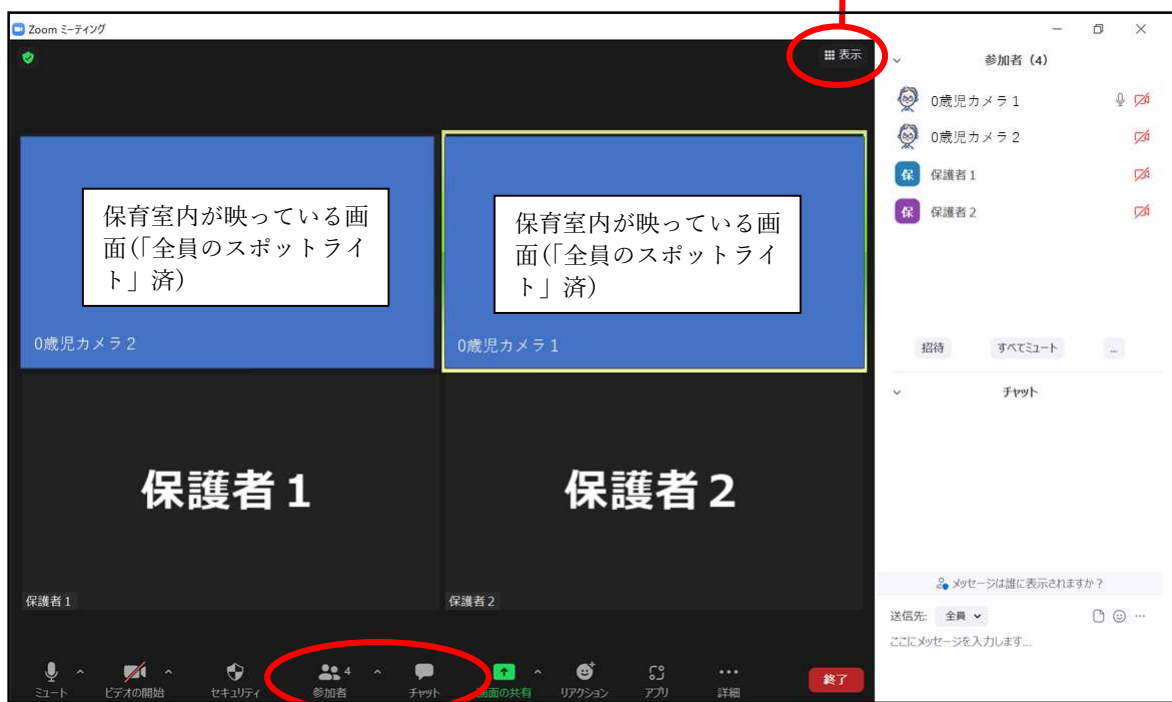 Zoom ミーティング
表示
保育室内が映っている画
面(「全員のスポットライ
ト」済)
0歳児カメラ2
保育室内が映っている画
面(「全員のスポットライ
ト」済)
0歳児カメラ1
保護者1
保護者1
保護者2
保護者2
ミュート
ビデオの開始
セキュリティ
4
参加者
チャット
画面の共有
リアクション
アプリ
詳細
終了
参加者 (4)
0歳児カメラ1
0歳児カメラ2
保 保護者1
保 保護者2
招待 すべてミュート ...
チャット
メッセージは誰に表示されますか?
送信先: 全員
ここにメッセージを入力します...